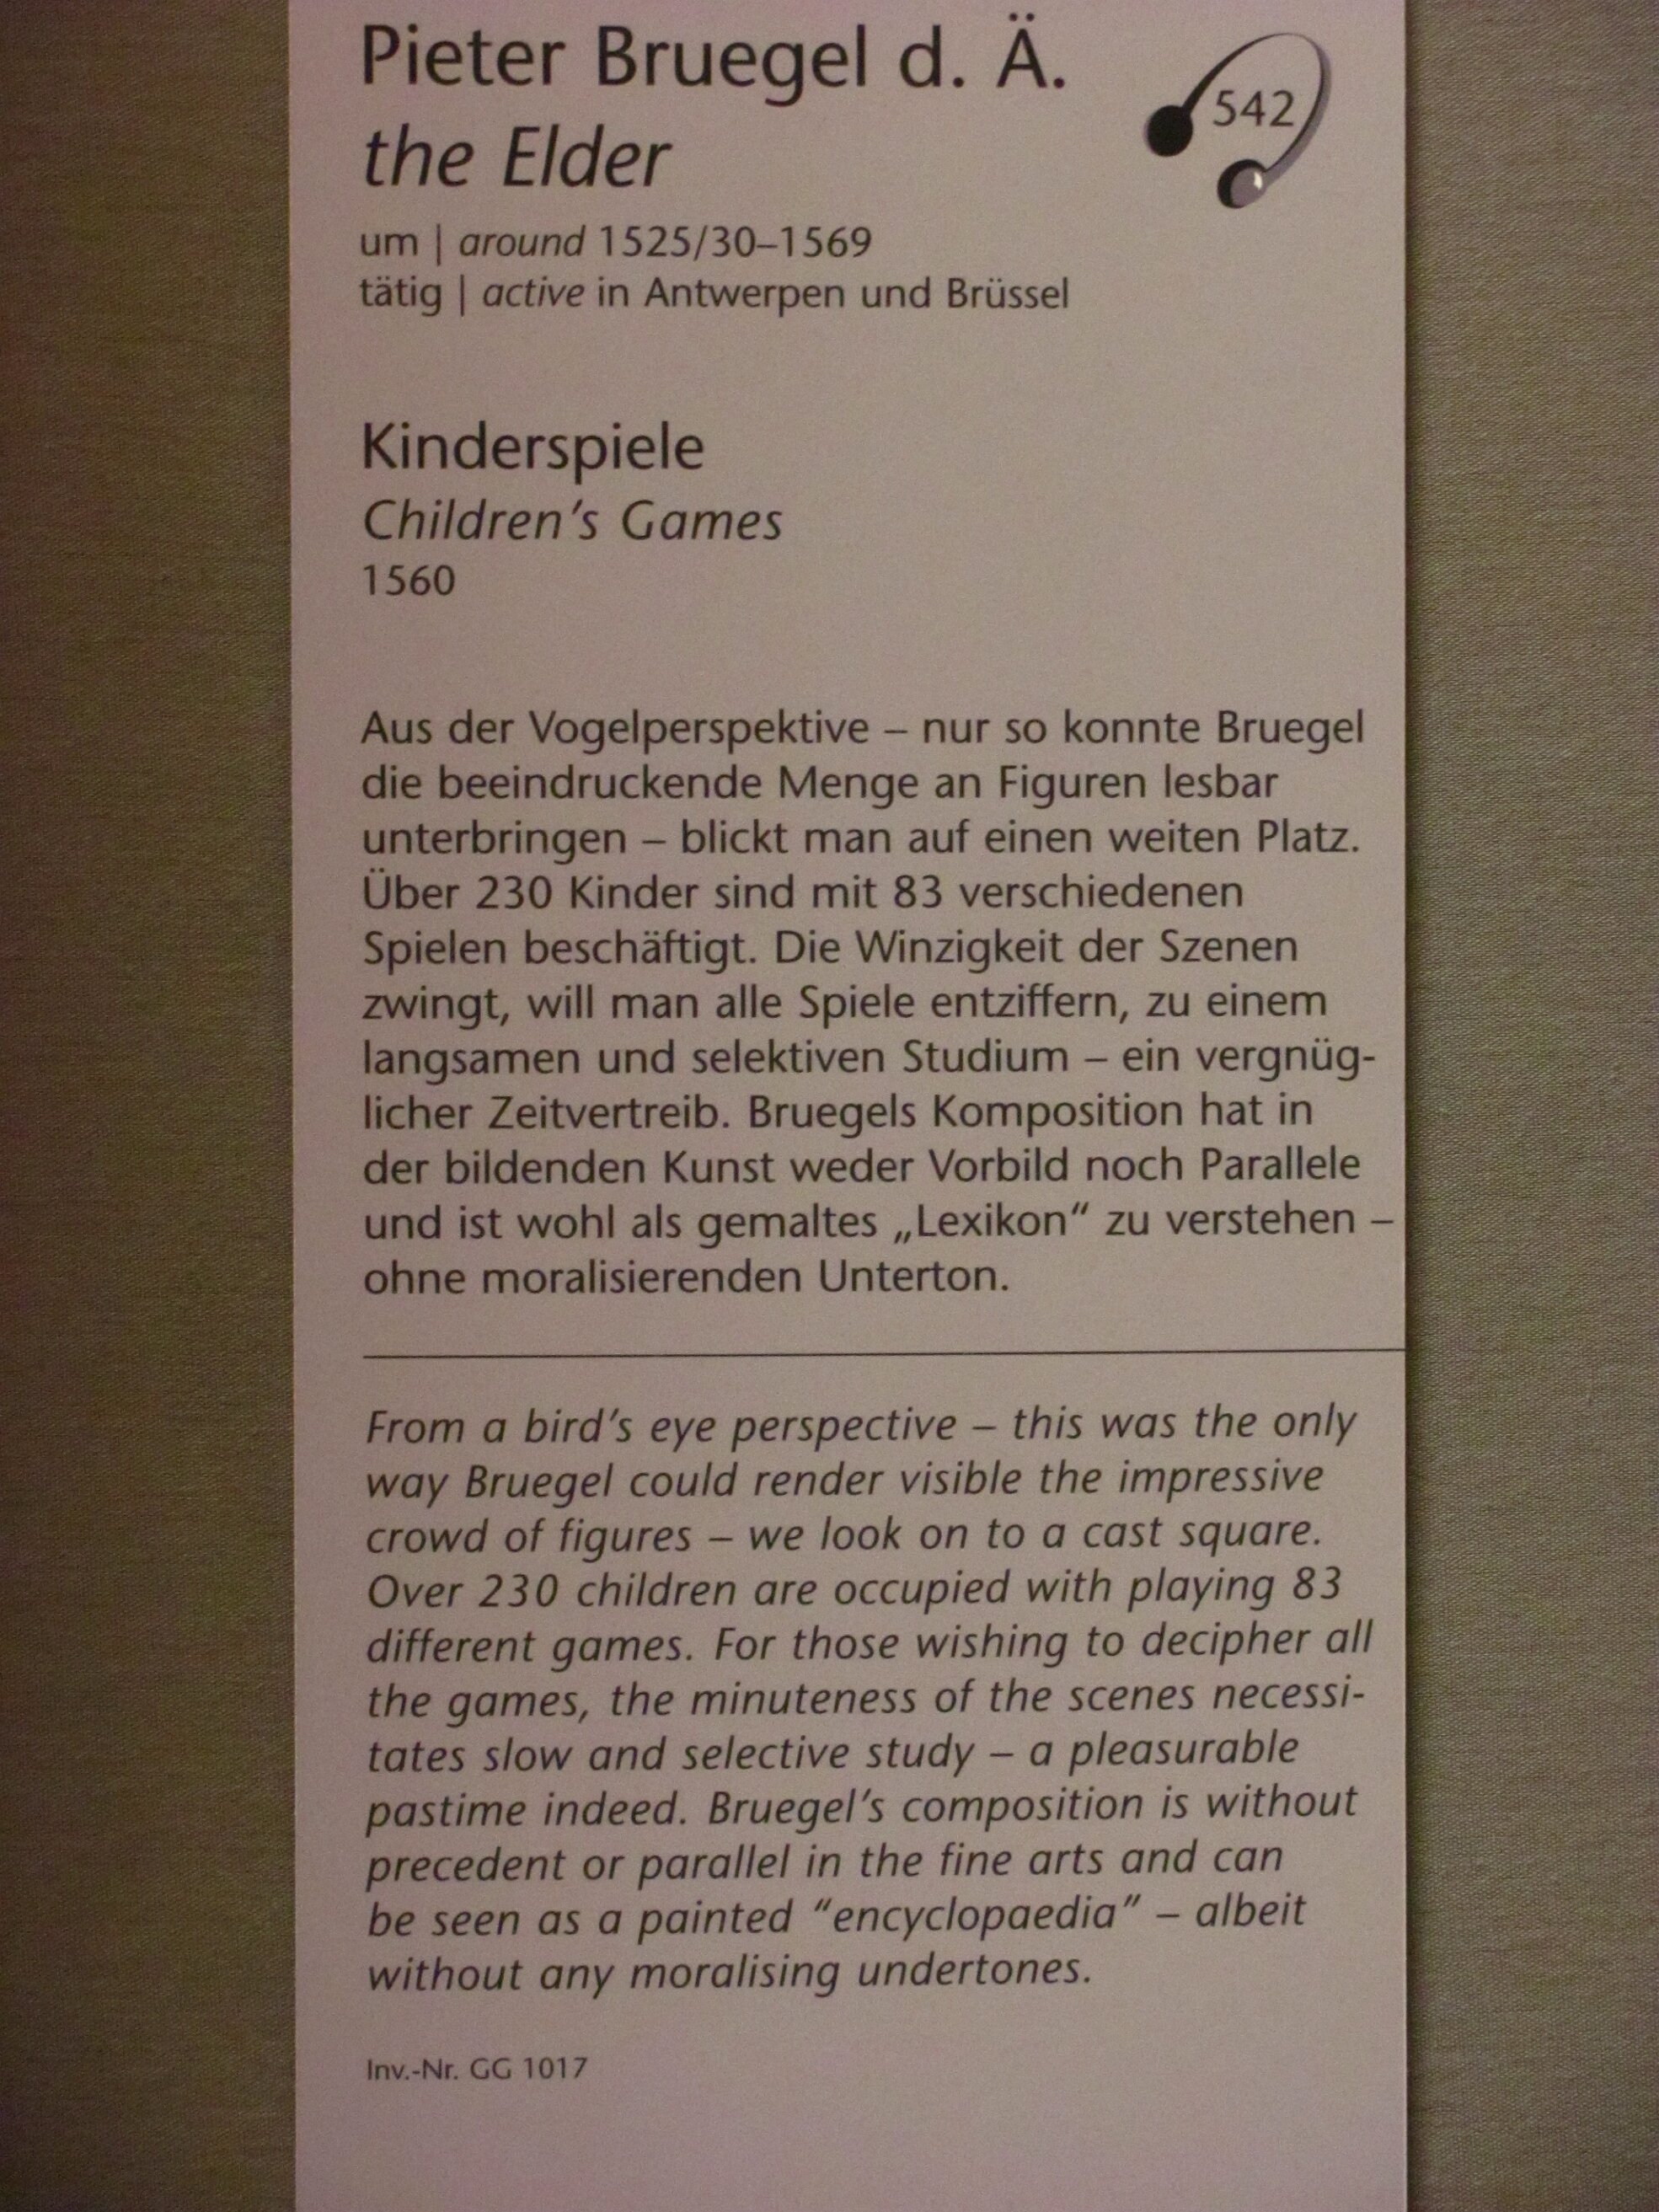 Pieter Bruegel d. Ä.
the Elder
542
um | around 1525/30–1569
tätig | active in Antwerpen und Brüssel
Kinderspiele
Children's Games
1560
Aus der Vogelperspektive – nur so konnte Bruegel
die beeindruckende Menge an Figuren lesbar
unterbringen – blickt man auf einen weiten Platz.
Über 230 Kinder sind mit 83 verschiedenen
Spielen beschäftigt. Die Winzigkeit der Szenen
zwingt, will man alle Spiele entziffern, zu einem
langsamen und selektiven Studium – ein vergnüg-
licher Zeitvertreib. Bruegels Komposition hat in
der bildenden Kunst weder Vorbild noch Parallele
und ist wohl als gemaltes „Lexikon“ zu verstehen –
ohne moralisierenden Unterton.
From a bird's eye perspective – this was the only
way Bruegel could render visible the impressive
crowd of figures – we look on to a cast square.
Over 230 children are occupied with playing 83
different games. For those wishing to decipher all
the games, the minuteness of the scenes necessi-
tates slow and selective study – a pleasurable
pastime indeed. Bruegel's composition is without
precedent or parallel in the fine arts and can
be seen as a painted “encyclopaedia” – albeit
without any moralising undertones.
Inv.-Nr. GG 1017